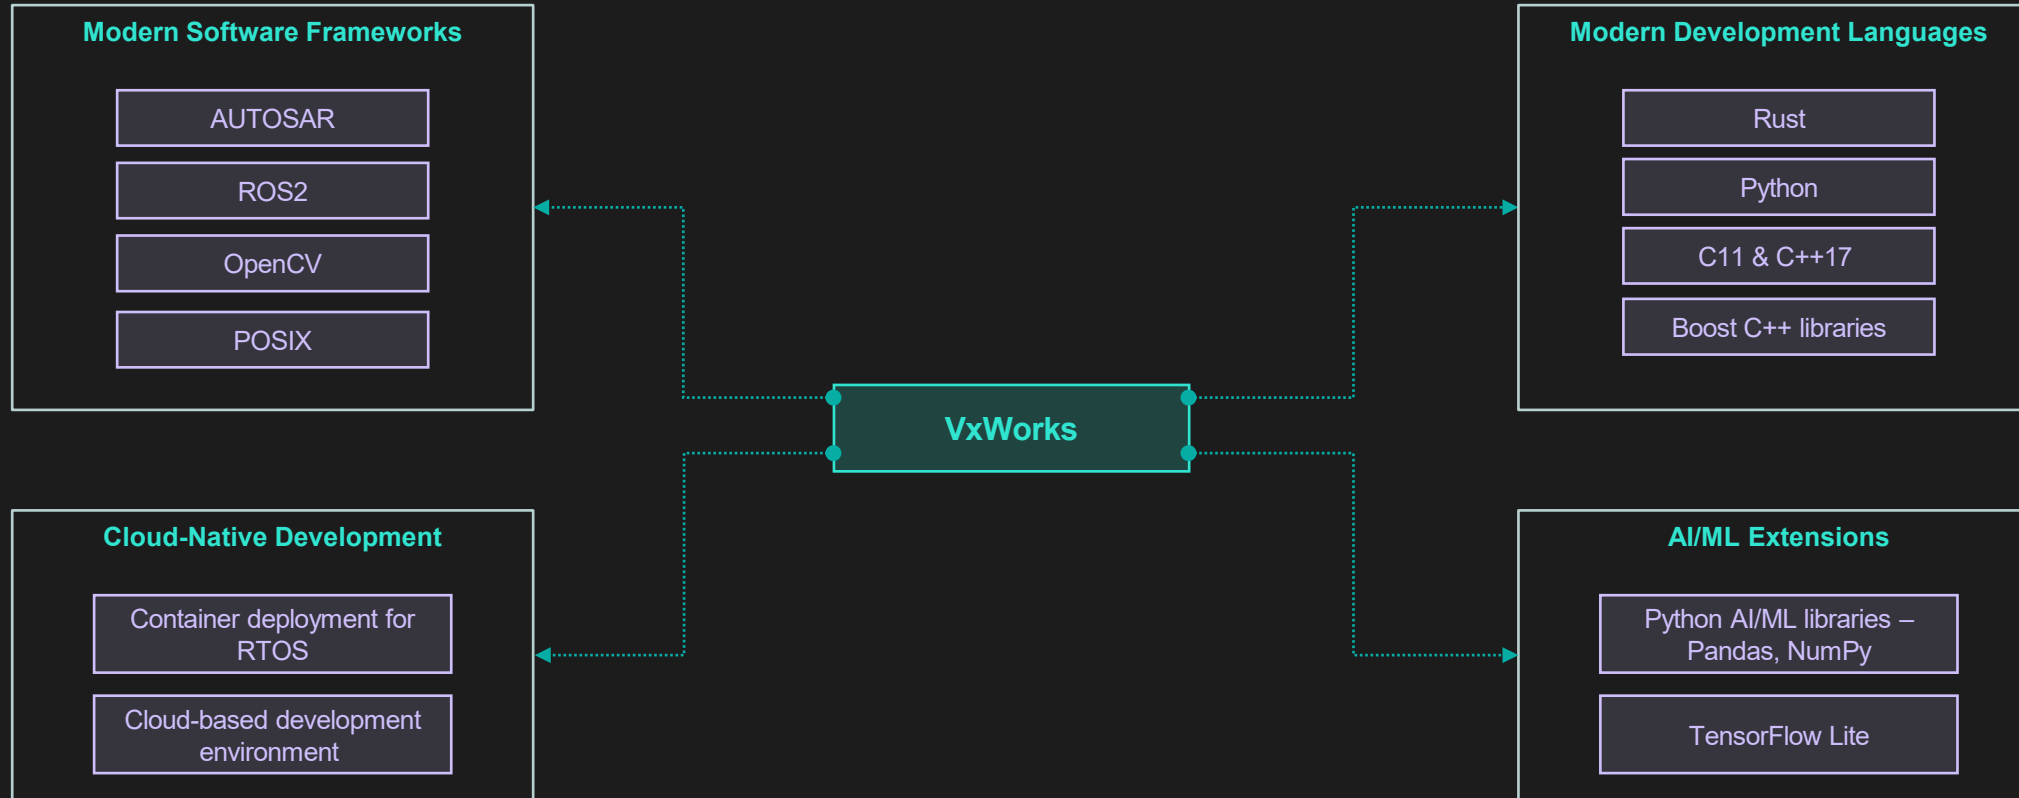 Modern Software Frameworks
AUTOSAR
ROS2
OpenCV
POSIX
Modern Development Languages
Rust
Python
C11 & C++17
Boost C++ libraries
VxWorks
Cloud-Native Development
Container deployment for
RTOS
Cloud-based development
environment
AI/ML Extensions
Python AI/ML libraries –
Pandas, NumPy
TensorFlow Lite